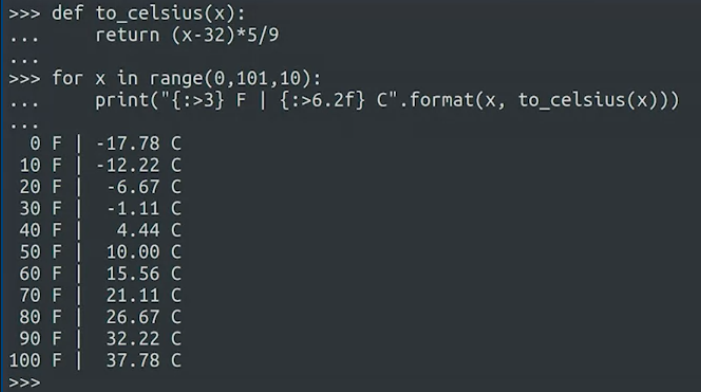 >>> def to_celsius(x):
...     return (x-32)*5/9
...
>>> for x in range(0,101,10):
...     print("{:>3} F | {:>6.2f} C".format(x, to_celsius(x)))
...
  0 F | -17.78 C
 10 F | -12.22 C
 20 F |  -6.67 C
 30 F |  -1.11 C
 40 F |   4.44 C
 50 F |  10.00 C
 60 F |  15.56 C
 70 F |  21.11 C
 80 F |  26.67 C
 90 F |  32.22 C
100 F |  37.78 C
>>>